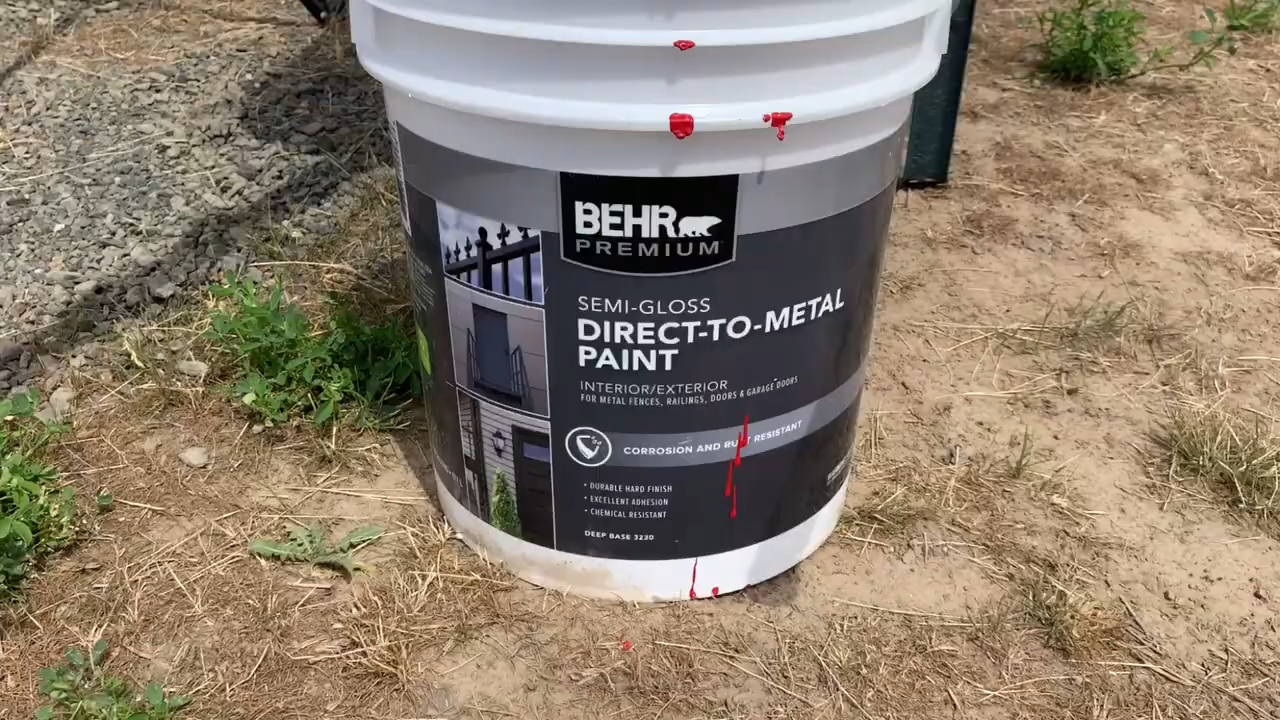 BEHR
PREMIUM
SEMI-GLOSS
DIRECT-TO-METAL
PAINT
INTERIOR/EXTERIOR
FOR METAL FENCES, RAILINGS, DOORS & GARAGE DOORS
CORROSION AND RUST RESISTANT
• DURABLE HARD FINISH
• EXCELLENT ADHESION
• CHEMICAL RESISTANT
DEEP BASE 3230